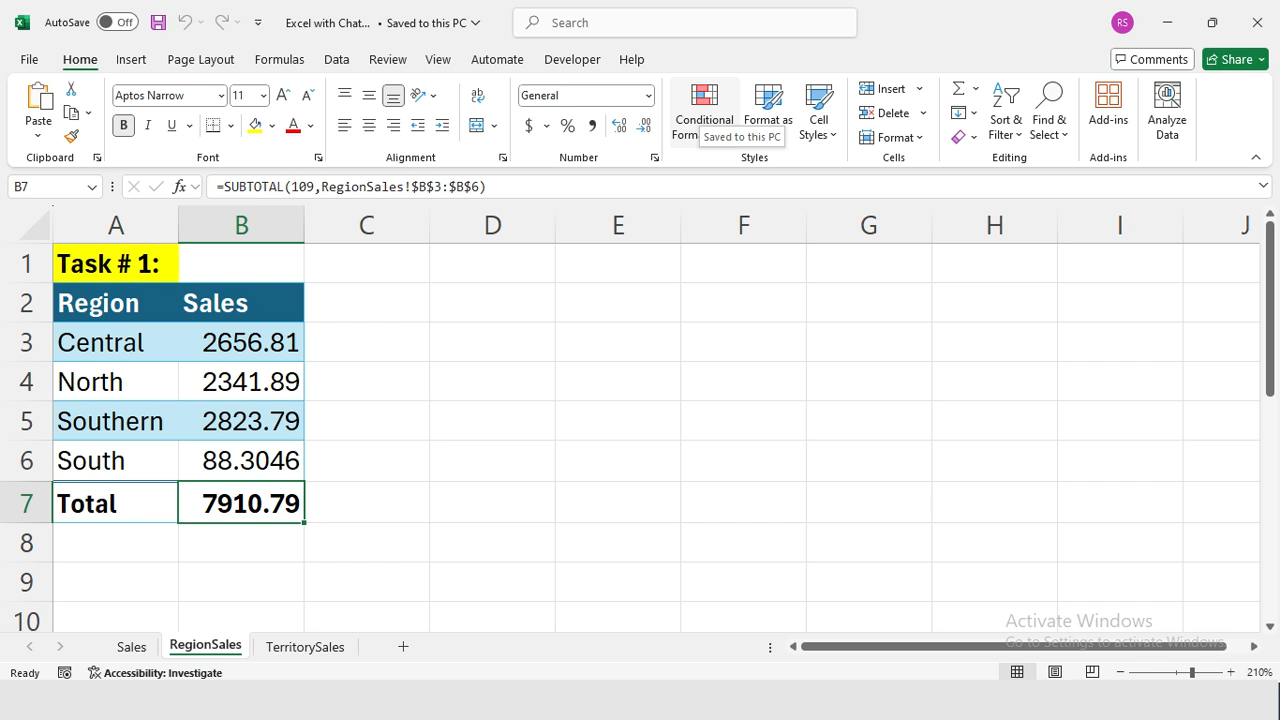 AutoSave Off Excel with Chat... • Saved to this PC Search RS
File Home Insert Page Layout Formulas Data Review View Automate Developer Help Comments Share
Paste Aptos Narrow 11 General Conditional Format as Cell Insert Sort & Find & Add-ins Analyze
Form Styles Delete Filter Select Data
B I U A $ % Format
Saved to this PC
Clipboard Font Alignment Number Styles Cells Editing Add-ins
B7 fx =SUBTOTAL(109,RegionSales!$B$3:$B$6)
A B C D E F G H I J
1 Task # 1:
2 Region Sales
3 Central 2656.81
4 North 2341.89
5 Southern 2823.79
6 South 88.3046
7 Total 7910.79
8
9
10
Activate Windows
Go to Settings to activate Windows.
Sales RegionSales TerritorySales
Ready Accessibility: Investigate 210%